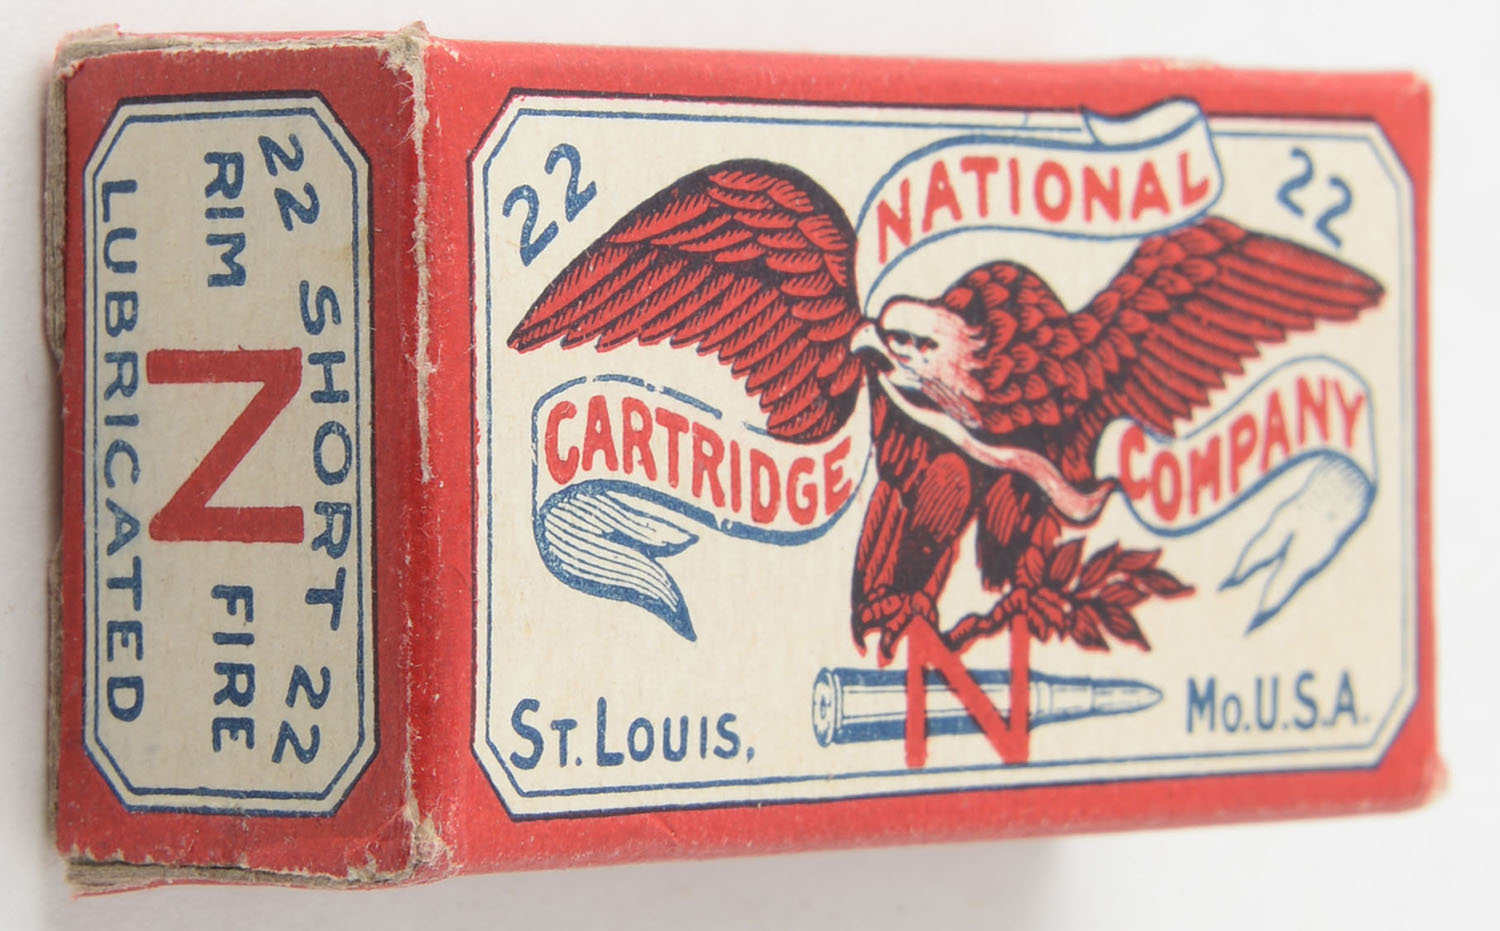 22 SHORT 22
RIM N FIRE
LUBRICATED
22 22
NATIONAL
CARTRIDGE COMPANY
ST. LOUIS, N MO.U.S.A.